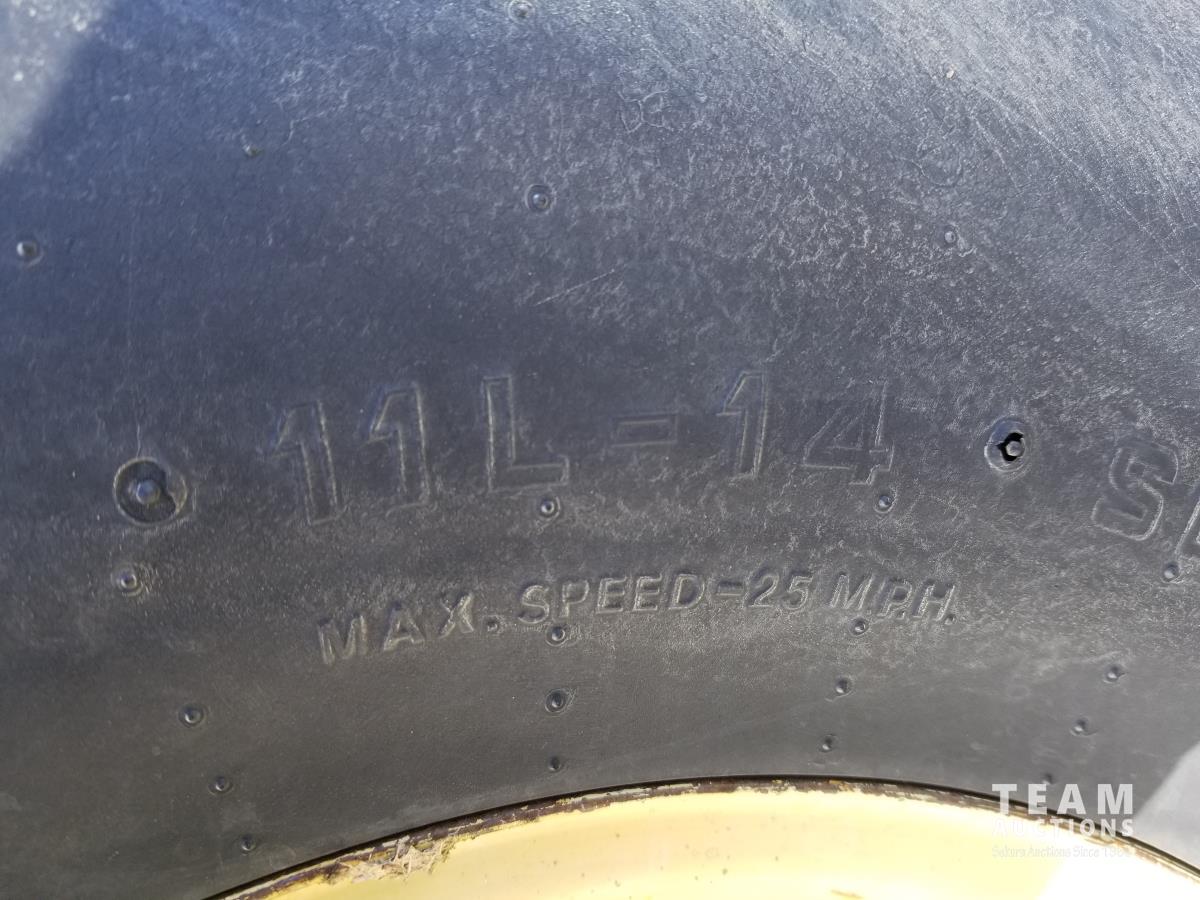 11L-14
MAX. SPEED-25 M.P.H.
TEAM
AUCTIONS